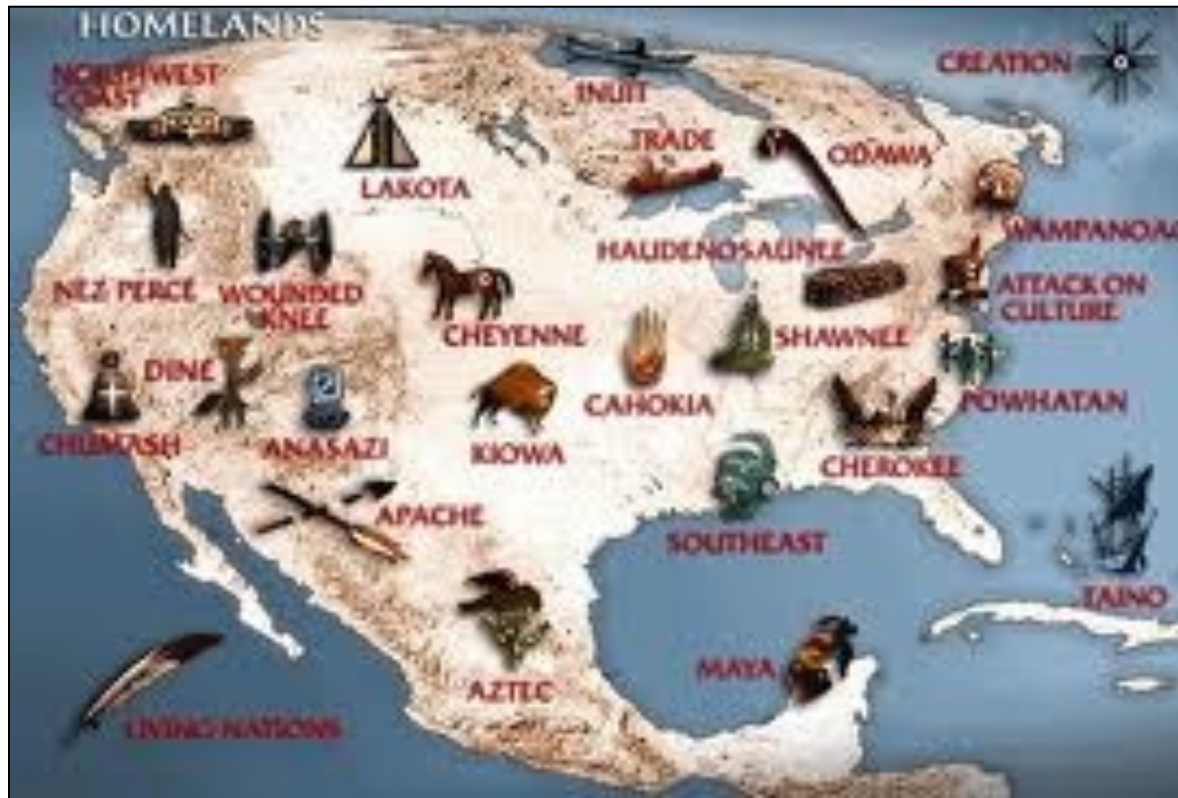 HOMELANDS
NORTHWEST
COAST
INUIT
CREATION
TRADE
ODAWA
LAKOTA
WAMPANOAG
HAUDENOSAUNEE
NEZ PERCE
WOUNDED
KNEE
ATTACK ON
CULTURE
CHEYENNE
SHAWNEE
DINE
CAHOKIA
POWHATAN
CHUMASH
ANASAZI
KIOWA
CHEROKEE
APACHE
SOUTHEAST
TAINO
MAYA
AZTEC
LIVING NATIONS